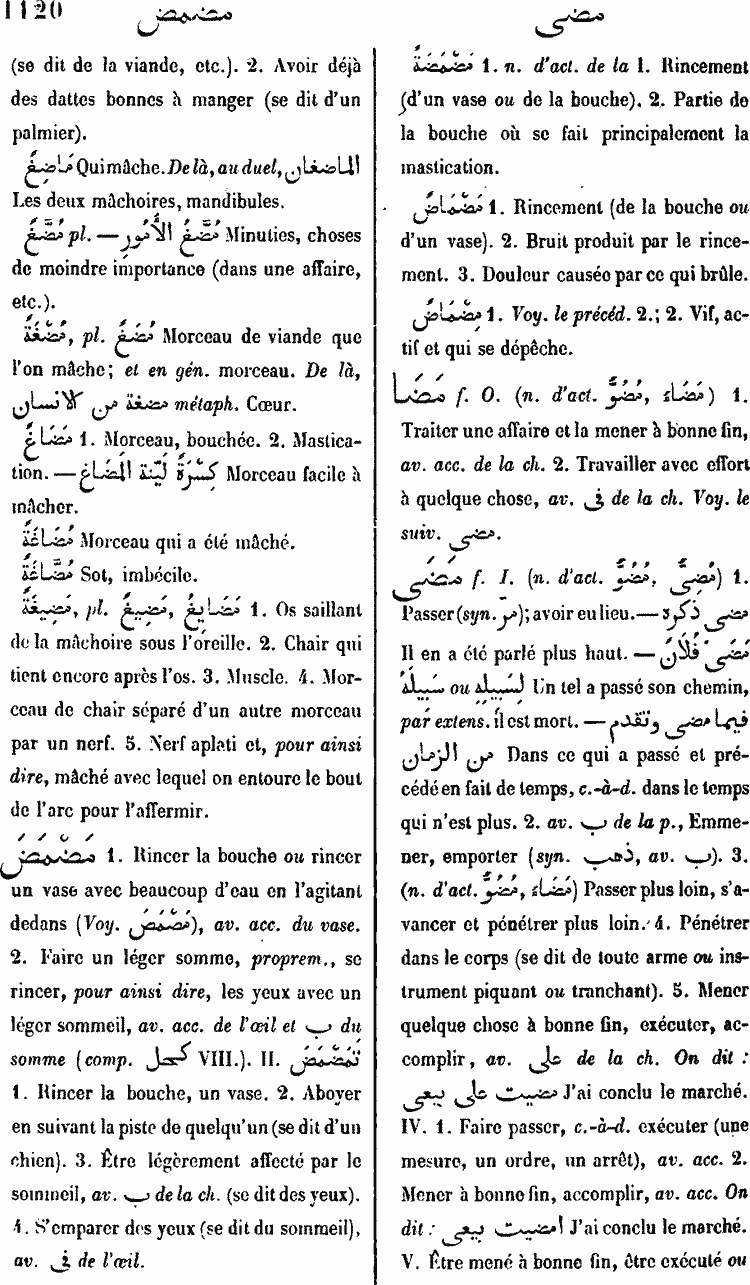 1120
مضمض
مضى
(se dit de la viande, etc.). 2. Avoir déjà
des dattes bonnes à manger (se dit d'un
palmier).
مَاضِغٌ Qui mâche. De là, au duel, الماضغان
Les deux mâchoires, mandibules.
مُضَّغٌ pl. — مُضَّغُ الأُمُورِ Minuties, choses
de moindre importance (dans une affaire,
etc.).
مُضْغَةٌ, pl. مُضَغٌ Morceau de viande que
l'on mâche; et en gén. morceau. De là,
مضغة من الانسان métaph. Cœur.
مَضَاغٌ 1. Morceau, bouchée. 2. Mastica-
tion. — كِسْرَةٌ لَيِّنَة المَضَاغِ Morceau facile à
mâcher.
مُضَاغَةٌ Morceau qui a été mâché.
مَضَّاغَةٌ Sot, imbécile.
مَضِيغَةٌ, pl. مَضِيغٌ, مَضَايِغُ 1. Os saillant
de la mâchoire sous l'oreille. 2. Chair qui
tient encore après l'os. 3. Muscle. 4. Mor-
ceau de chair séparé d'un autre morceau
par un nerf. 5. Nerf aplati et, pour ainsi
dire, mâché avec lequel on entoure le bout
de l'arc pour l'affermir.
مَضْمَضَ 1. Rincer la bouche ou rincer
un vase avec beaucoup d'eau en l'agitant
dedans (Voy. مَصْمَصَ), av. acc. du vase.
2. Faire un léger somme, proprem., se
rincer, pour ainsi dire, les yeux avec un
léger sommeil, av. acc. de l'œil et ب du
somme (comp. كحل VIII.). II. تَمَضْمَضَ
1. Rincer la bouche, un vase. 2. Aboyer
en suivant la piste de quelqu'un (se dit d'un
chien). 3. Être légèrement affecté par le
sommeil, av. ب de la ch. (se dit des yeux).
4. S'emparer des yeux (se dit du sommeil),
av. فى de l'œil.
مَضْمَضَةٌ 1. n. d'act. de la I. Rincement
(d'un vase ou de la bouche). 2. Partie de
la bouche où se fait principalement la
mastication.
مَضْمَاضٌ 1. Rincement (de la bouche ou
d'un vase). 2. Bruit produit par le rince-
ment. 3. Douleur causée par ce qui brûle.
مِضْمَاضٌ 1. Voy. le précéd. 2.; 2. Vif, ac-
tif et qui se dépêche.
مَضَا f. O. (n. d'act. مَضَاءٌ, مُضُوٌّ) 1.
Traiter une affaire et la mener à bonne fin,
av. acc. de la ch. 2. Travailler avec effort
à quelque chose, av. فى de la ch. Voy. le
suiv. مضى.
مَضَى f. I. (n. d'act. مُضِىٌّ, مُضُوٌّ) 1.
Passer (syn. مرّ); avoir eu lieu. — مضى ذكره
Il en a été parlé plus haut. — مَضَى فُلَانٌ
سَبِيلَهُ ou لِسَبِيلِهِ Un tel a passé son chemin,
par extens. il est mort. — فيما مضى وتقدم
من الزمان Dans ce qui a passé et pré-
cédé en fait de temps, c.-à-d. dans le temps
qui n'est plus. 2. av. ب de la p., Emme-
ner, emporter (syn. ذهب, av. ب). 3.
(n. d'act. مَضَاءٌ, مُضُوٌّ) Passer plus loin, s'a-
vancer et pénétrer plus loin. 4. Pénétrer
dans le corps (se dit de toute arme ou ins-
trument piquant ou tranchant). 5. Mener
quelque chose à bonne fin, exécuter, ac-
complir, av. على de la ch. On dit :
مضيت على بيعى J'ai conclu le marché.
IV. 1. Faire passer, c.-à-d. exécuter (une
mesure, un ordre, un arrêt), av. acc. 2.
Mener à bonne fin, accomplir, av. acc. On
dit : أمضيت بيعى J'ai conclu le marché.
V. Être mené à bonne fin, être exécuté ou